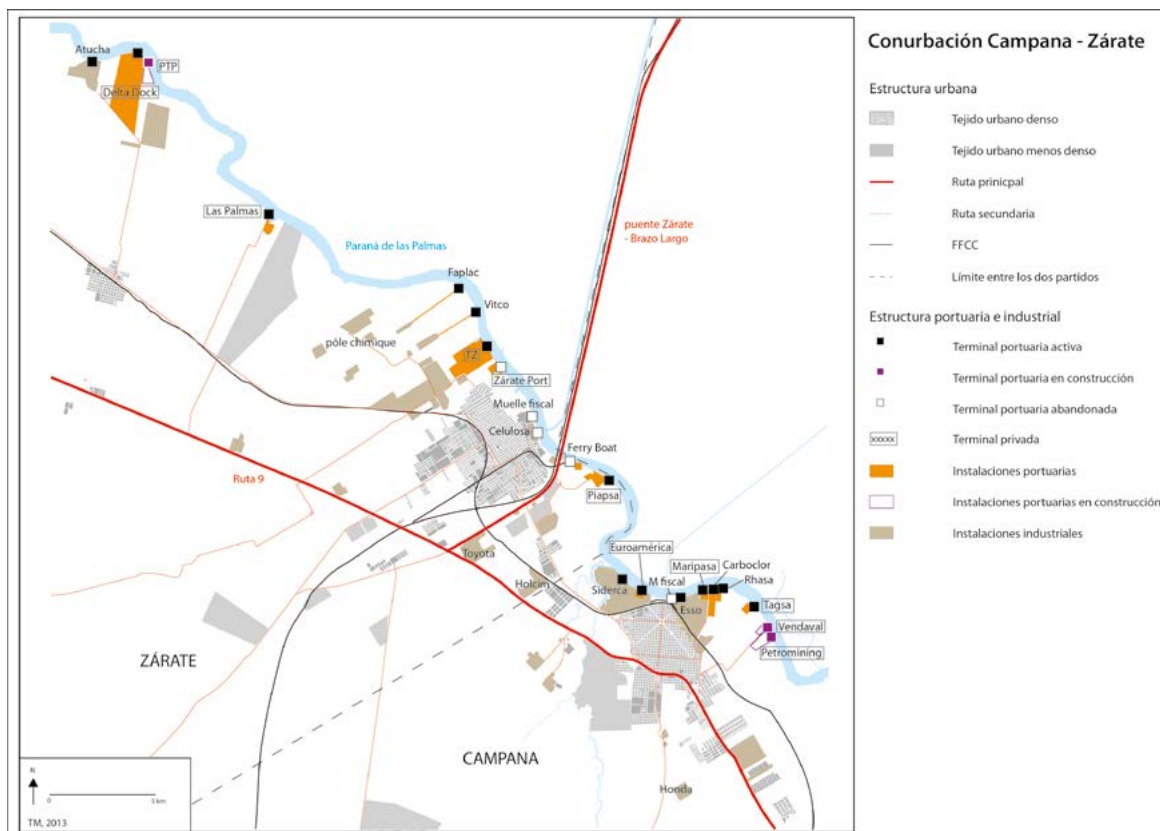 Conurbación Campana - Zárate
Estructura urbana
Tejido urbano denso
Tejido urbano menos denso
Ruta prinicpal
Ruta secundaria
FFCC
Límite entre los dos partidos
Estructura portuaria e industrial
Terminal portuaria activa
Terminal portuaria en construcción
Terminal portuaria abandonada
xxxxx
Terminal privada
Instalaciones portuarias
Instalaciones portuarias en construcción
Instalaciones industriales
Atucha
PTP
Delta Dock
Las Palmas
Paraná de las Palmas
puente Zárate
- Brazo Largo
Faplac
Vitco
pôle chimique
TZ
Zárate Port
Muelle fiscal
Celulosa
Ferry Boat
Ruta 9
Piapsa
Toyota
Euroamérica
Maripasa
Carboclor
Holcim
Siderca
M fiscal
Rhasa
Esso
Tagsa
Vendaval
Petromining
ZÁRATE
CAMPANA
Honda
N
0
5 km
TM, 2013